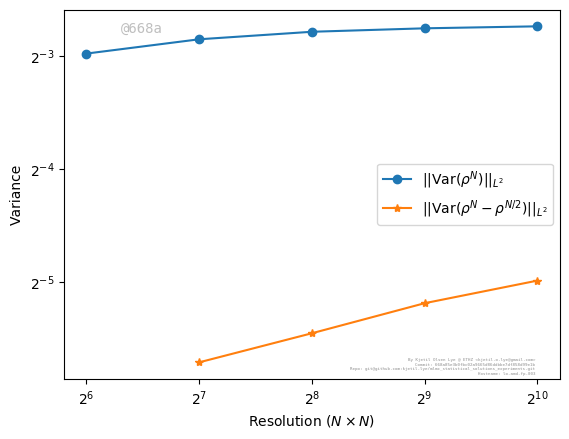 @668a
2^{-3}
2^{-4}
2^{-5}
Variance
||Var(ρ^N)||_{L^2}
||Var(ρ^N − ρ^{N/2})||_{L^2}
2^6 2^7 2^8 2^9 2^{10}
Resolution (N × N)